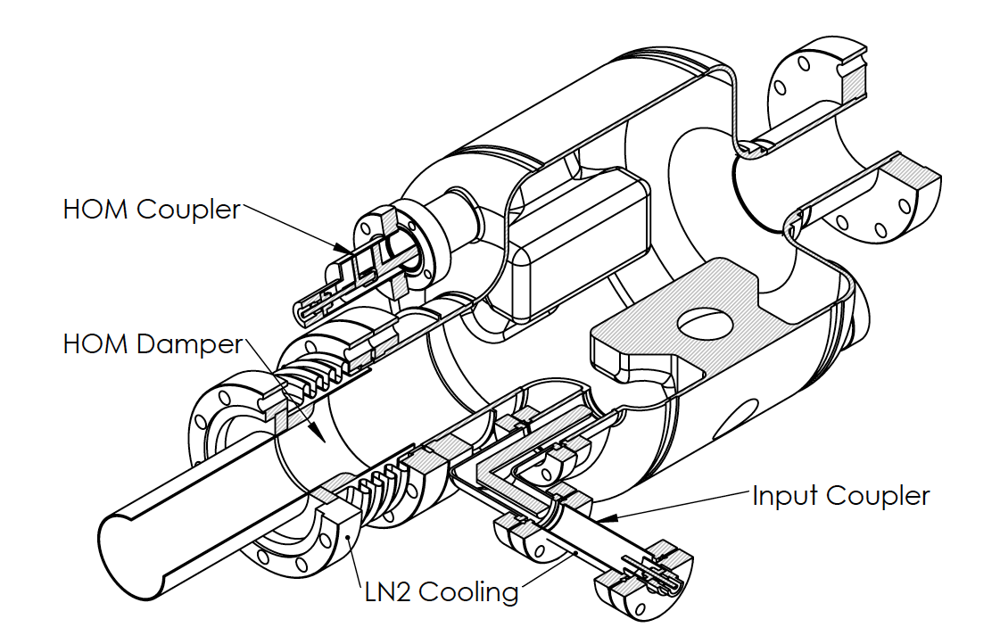 HOM Coupler
HOM Damper
Input Coupler
LN2 Cooling